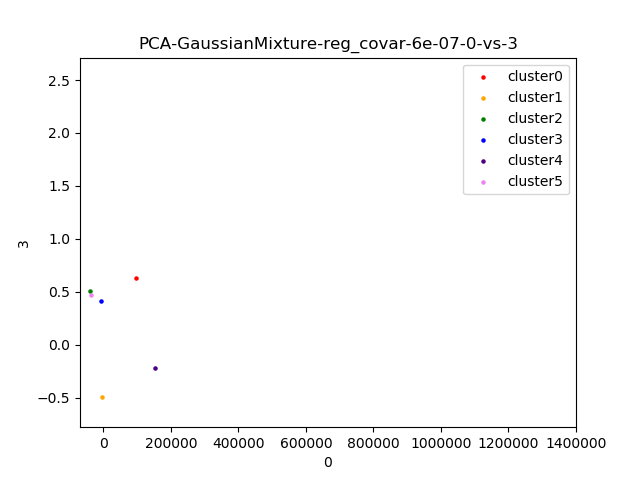 PCA-GaussianMixture-reg_covar-6e-07-0-vs-3
cluster0
cluster1
cluster2
cluster3
cluster4
cluster5
2.5
2.0
1.5
1.0
0.5
0.0
−0.5
3
0 200000 400000 600000 800000 1000000 1200000 1400000
0